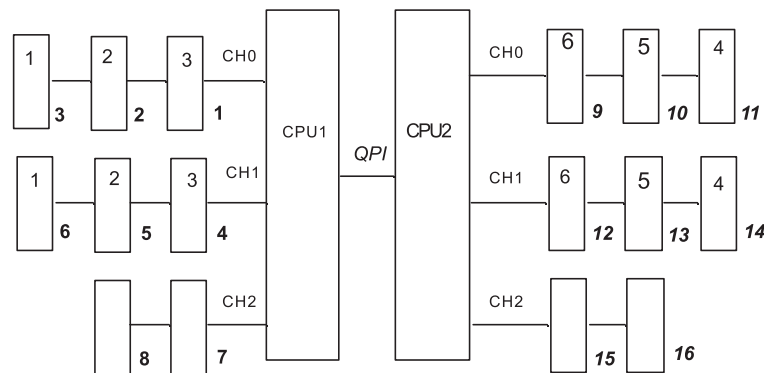 1 2 3 CH0 CH0 6 5 4
3 2 1 9 10 11
CPU1 QPI CPU2
1 2 3 CH1 CH1 6 5 4
6 5 4 12 13 14
CH2 CH2
8 7 15 16